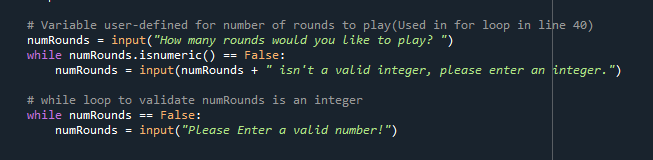 # Variable user-defined for number of rounds to play(Used in for loop in line 40)
numRounds = input("How many rounds would you like to play? ")
while numRounds.isnumeric() == False:
numRounds = input(numRounds + " isn't a valid integer, please enter an integer.")
# while loop to validate numRounds is an integer
while numRounds == False:
numRounds = input("Please Enter a valid number!")